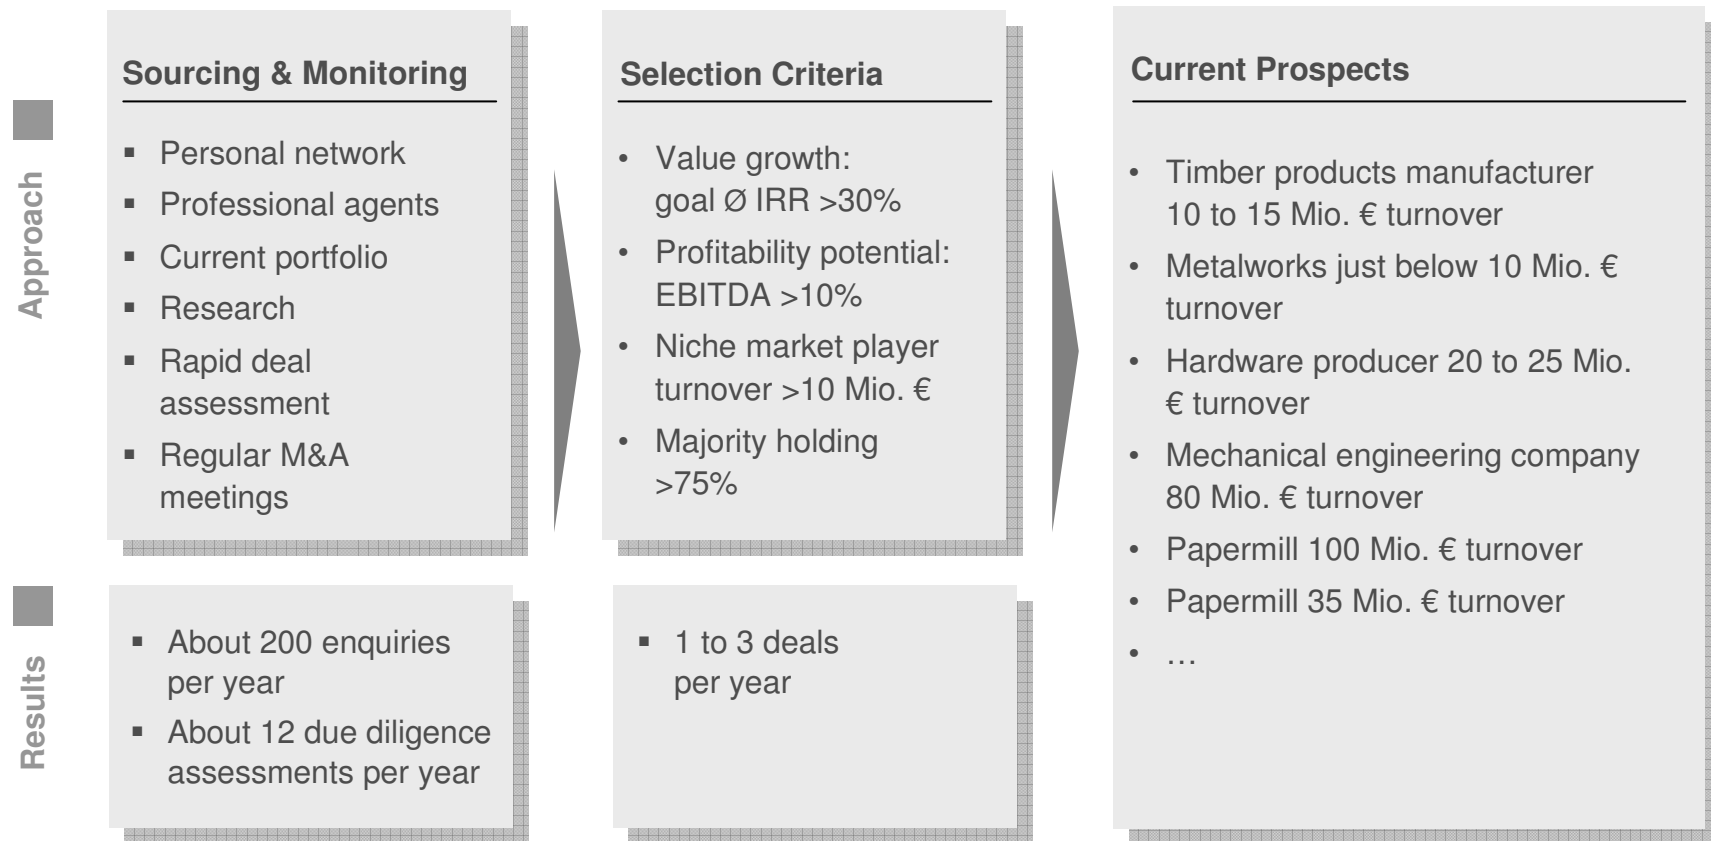 Approach
Sourcing & Monitoring
▪ Personal network
▪ Professional agents
▪ Current portfolio
▪ Research
▪ Rapid deal
assessment
▪ Regular M&A
meetings
Selection Criteria
• Value growth:
goal Ø IRR >30%
• Profitability potential:
EBITDA >10%
• Niche market player
turnover >10 Mio. €
• Majority holding
>75%
Current Prospects
• Timber products manufacturer
10 to 15 Mio. € turnover
• Metalworks just below 10 Mio. €
turnover
• Hardware producer 20 to 25 Mio.
€ turnover
• Mechanical engineering company
80 Mio. € turnover
• Papermill 100 Mio. € turnover
• Papermill 35 Mio. € turnover
• …
Results
▪ About 200 enquiries
per year
▪ About 12 due diligence
assessments per year
▪ 1 to 3 deals
per year